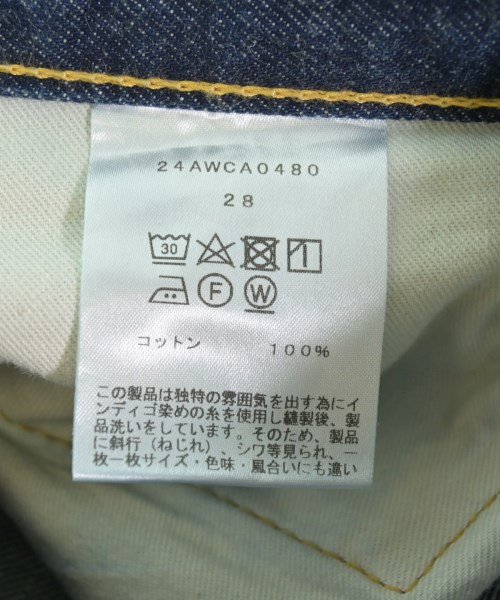 24AWCA0480
28
30
F W
コットン 100%
この製品は独特の雰囲気を出す為にイ
ンディゴ染めの糸を使用し縫製後、製
品洗いをしています。そのため、製品
に斜行（ねじれ）、シワ等見られ、一
枚一枚サイズ・色味・風合いにも違い